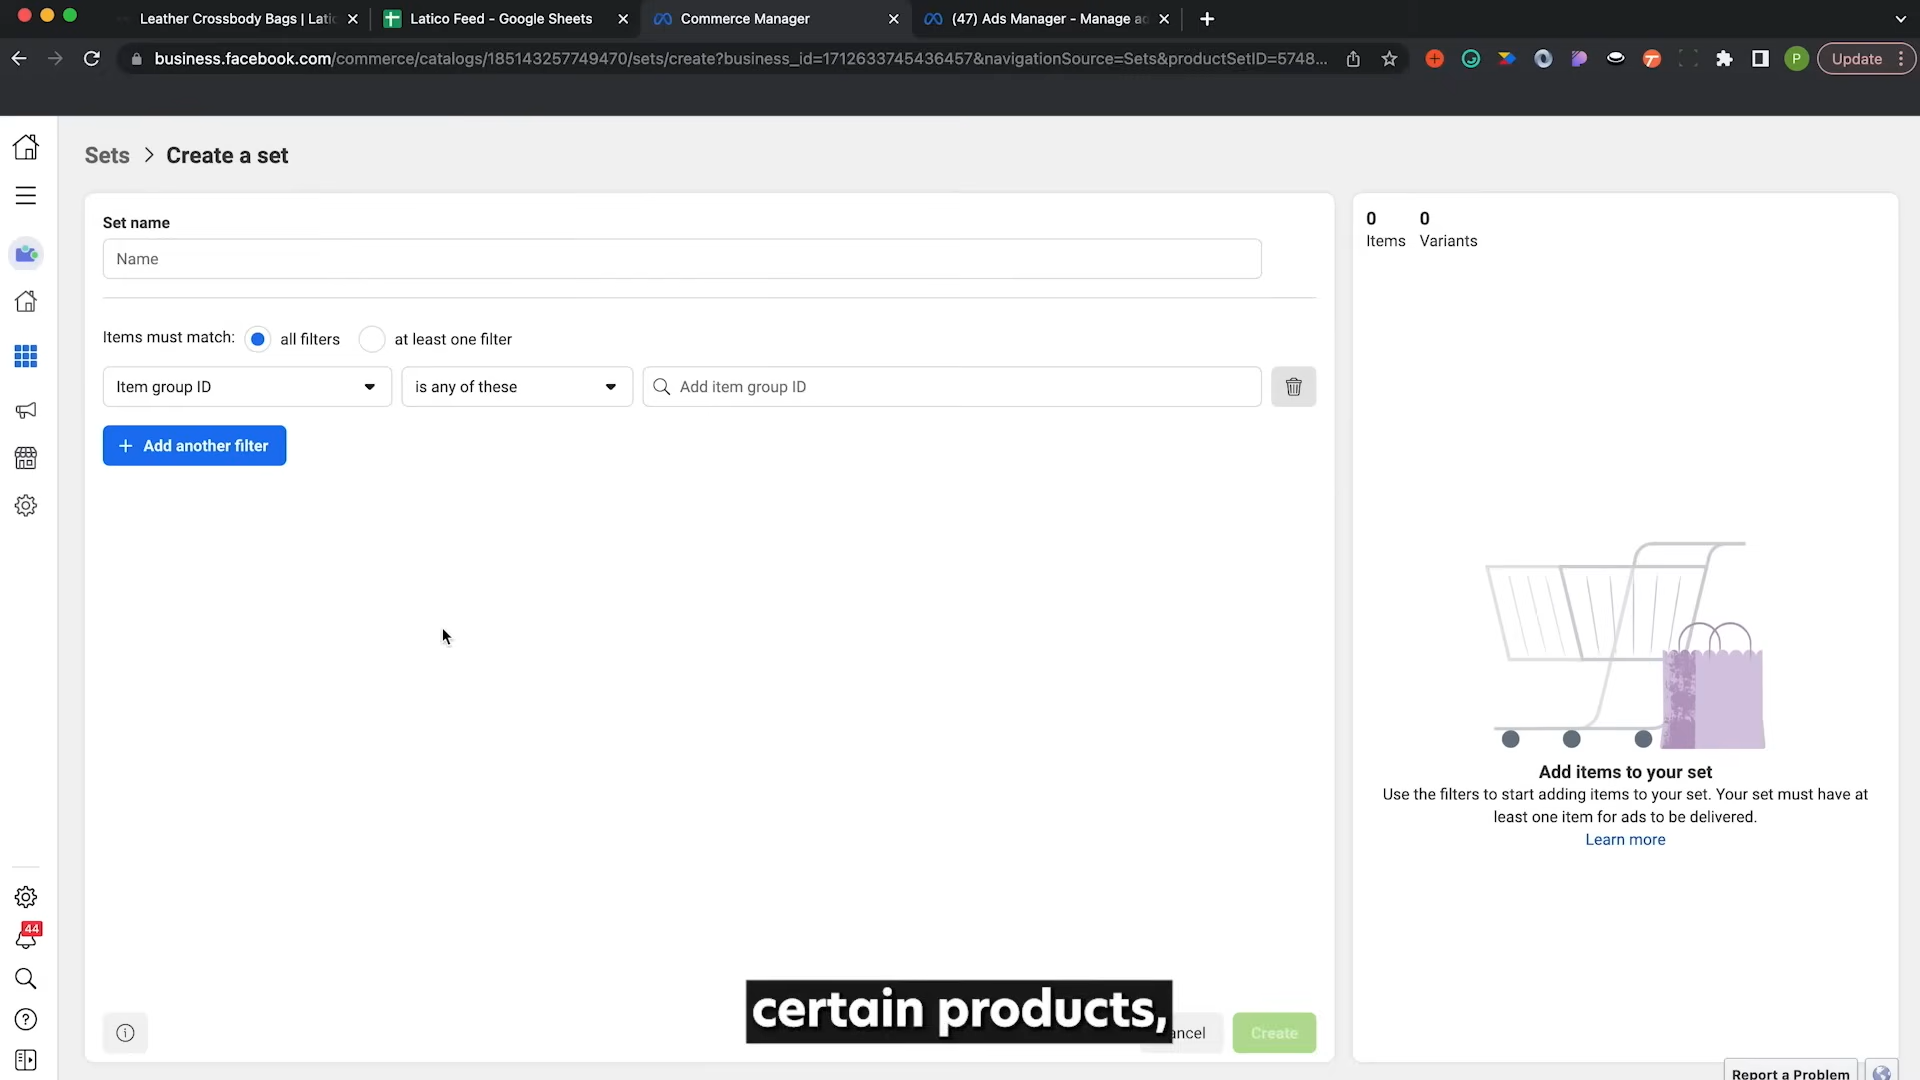 Leather Crossbody Bags | Latic
Latico Feed - Google Sheets
Commerce Manager
(47) Ads Manager - Manage ad
business.facebook.com/commerce/catalogs/185143257749470/sets/create?business_id=1712633745436457&navigationSource=Sets&productSetID=5748...
P
Update
Sets > Create a set
Set name
Name
Items must match: all filters at least one filter
Item group ID
is any of these
Add item group ID
+ Add another filter
0 0
Items Variants
Add items to your set
Use the filters to start adding items to your set. Your set must have at
least one item for ads to be delivered.
Learn more
44
certain products,
ancel
Create
Report a Problem